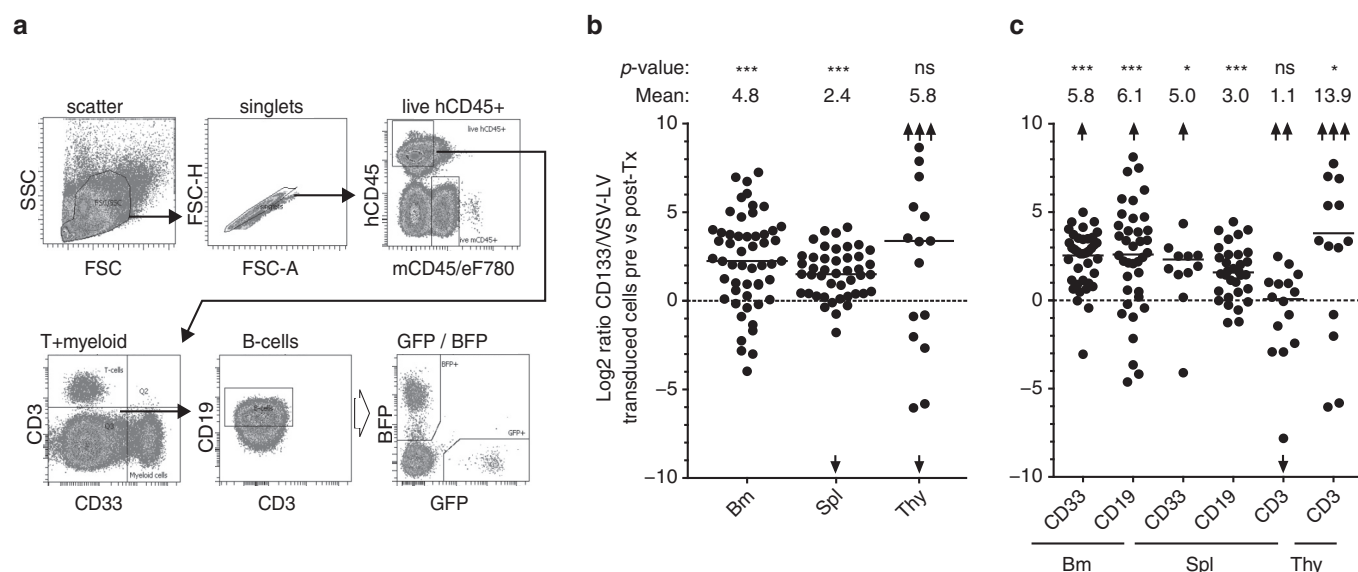 a
scatter
singlets
live hCD45+
SSC
FSC/SSC
FSC
FSC-H
singlets
FSC-A
hCD45
live hCD45+
live mCD45+
mCD45/eF780
T+myeloid
B-cells
GFP / BFP
CD3
T-cells
Q2
Q3
Myeloid cells
CD33
CD19
B-cells
CD3
BFP
BFP+
GFP+
GFP
b
p-value: *** *** ns
Mean: 4.8 2.4 5.8
Log2 ratio CD133/VSV-LV
transduced cells pre vs post-Tx
10
5
0
−5
−10
Bm Spl Thy
c
*** *** * *** ns *
5.8 6.1 5.0 3.0 1.1 13.9
10
5
0
−5
−10
CD33 CD19 CD33 CD19 CD3 CD3
Bm Spl Thy